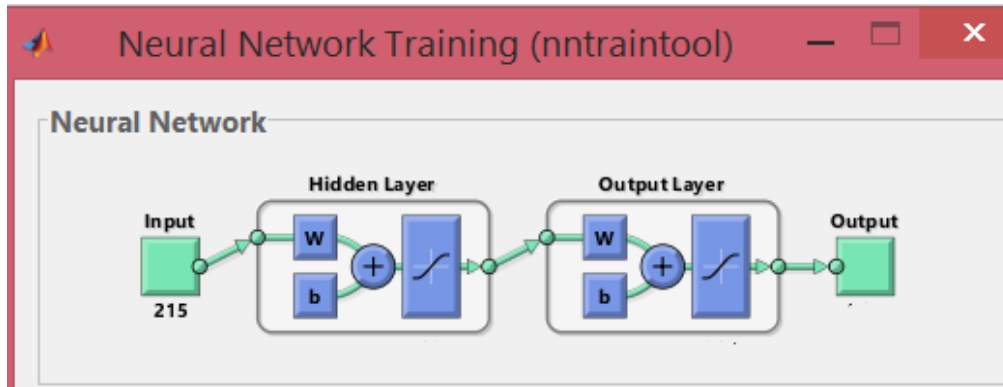 Neural Network Training (nntraintool)
Neural Network
Hidden Layer
Output Layer
Input
Output
W
+
b
W
+
b
215